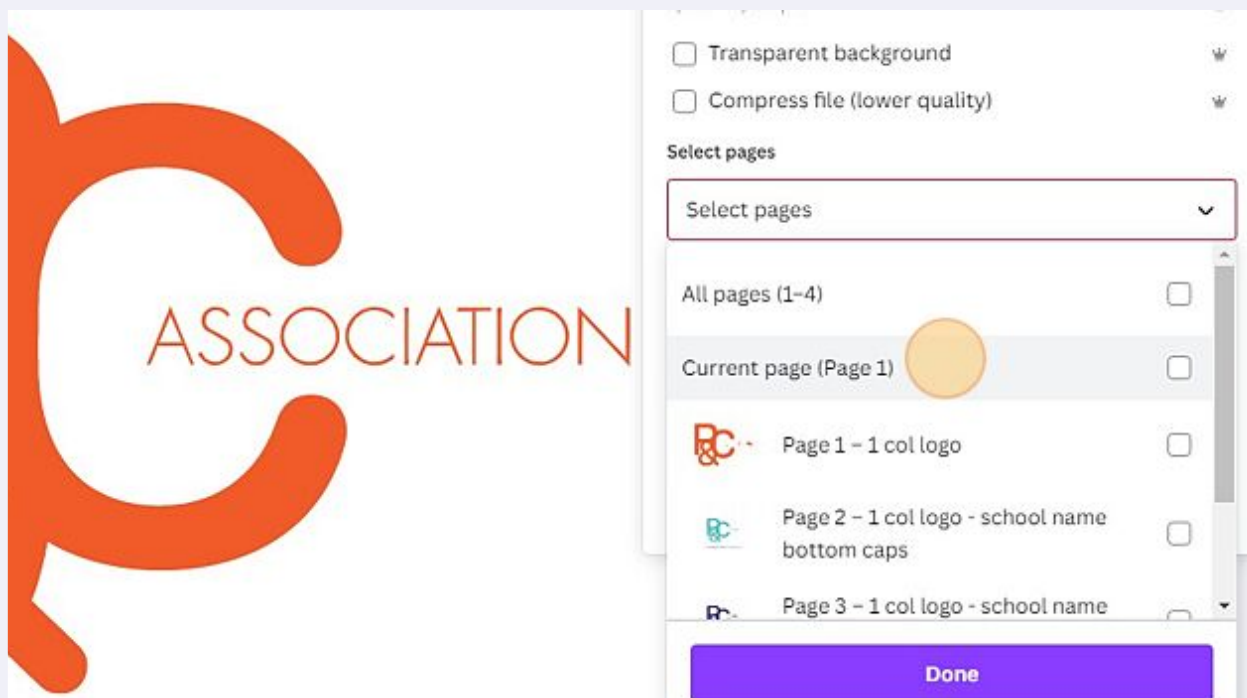 Transparent background
Compress file (lower quality)
Select pages
Select pages
All pages (1–4)
ASSOCIATION
Current page (Page 1)
P&C
Page 1 – 1 col logo
Page 2 – 1 col logo - school name
bottom caps
Page 3 – 1 col logo - school name
Done